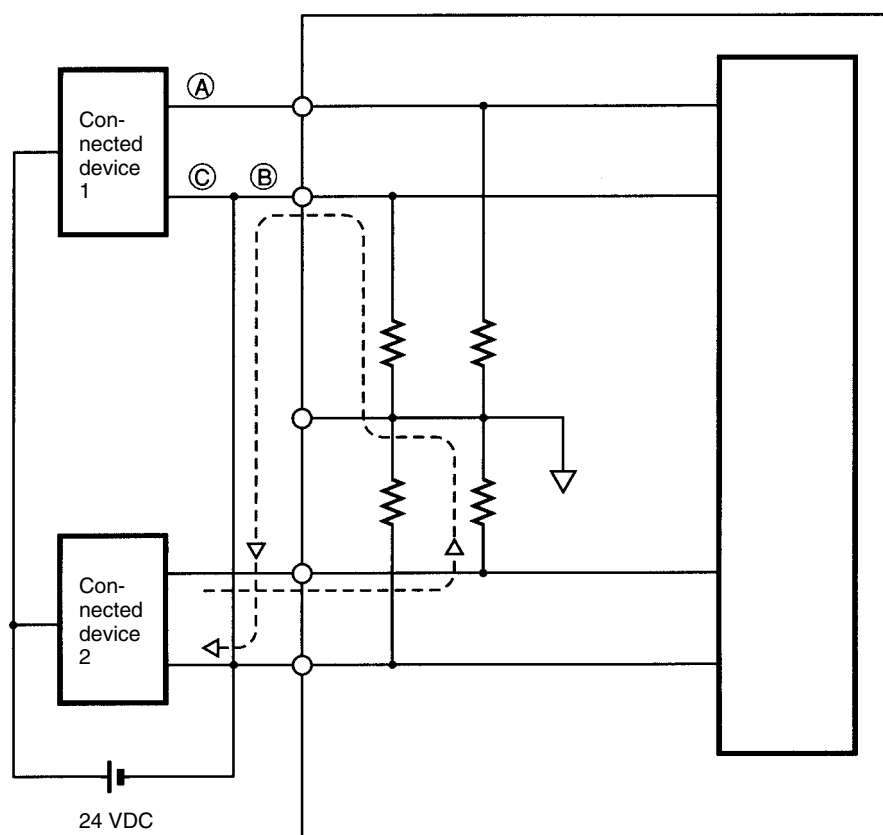 Ⓐ
Con-
nected
device
1
Ⓒ Ⓑ
Con-
nected
device
2
24 VDC